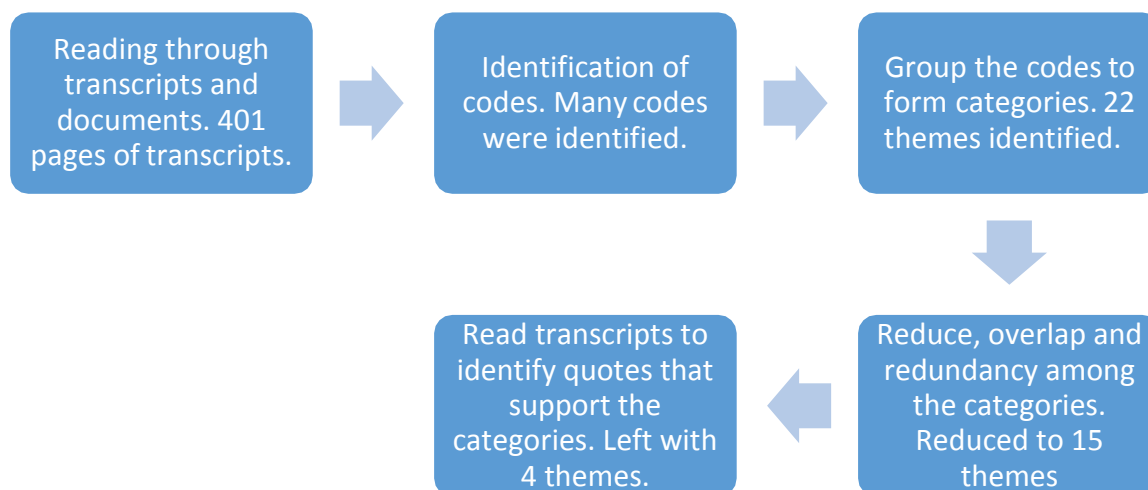 Reading through
transcripts and
documents. 401
pages of transcripts.
Identification of
codes. Many codes
were identified.
Group the codes to
form categories. 22
themes identified.
Reduce, overlap and
redundancy among
the categories.
Reduced to 15
themes
Read transcripts to
identify quotes that
support the
categories. Left with
4 themes.